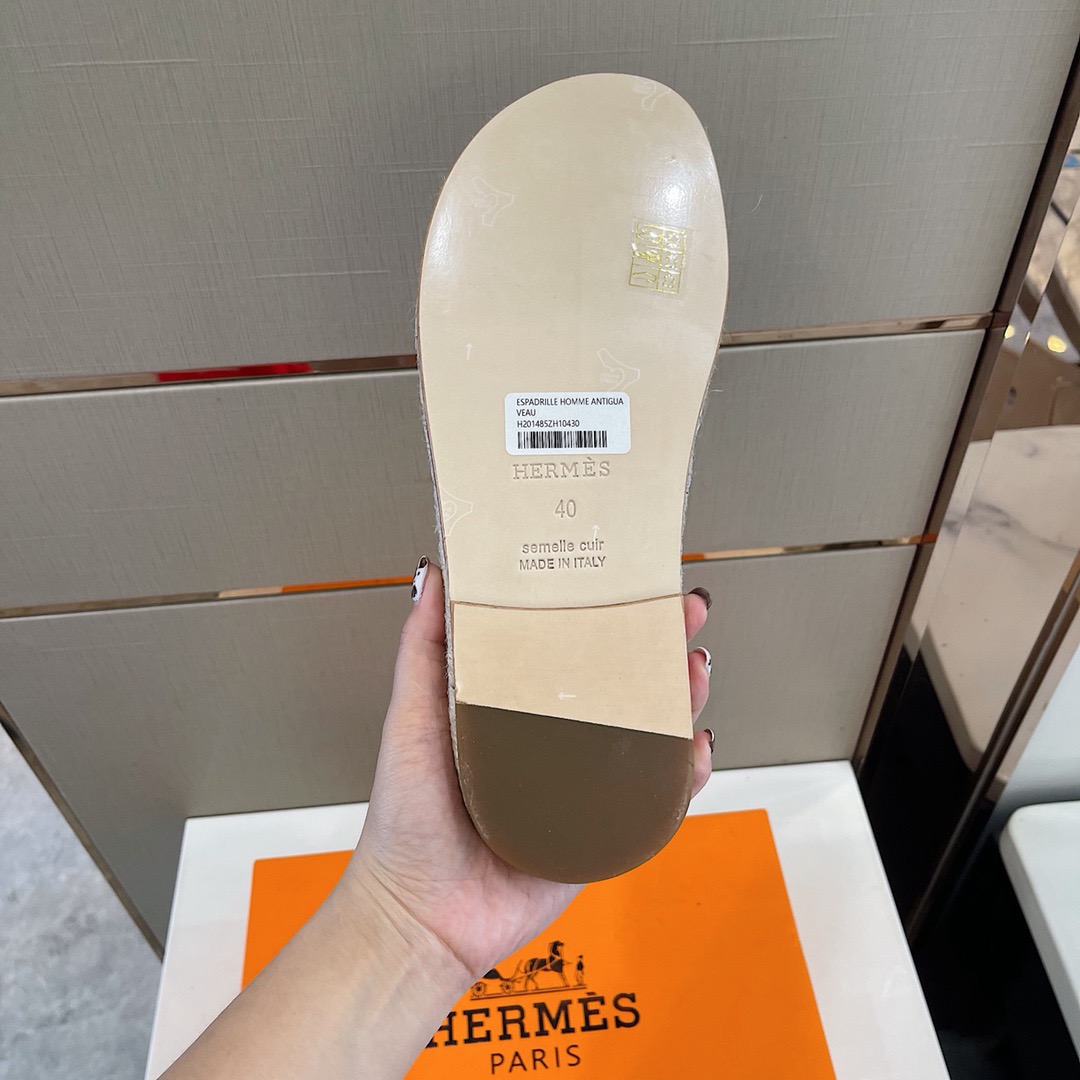 ESPADRILLE HOMME ANTIGUA
VEAU
H201485ZH10430
HERMÈS
40
semelle cuir
MADE IN ITALY
HERMÈS
PARIS